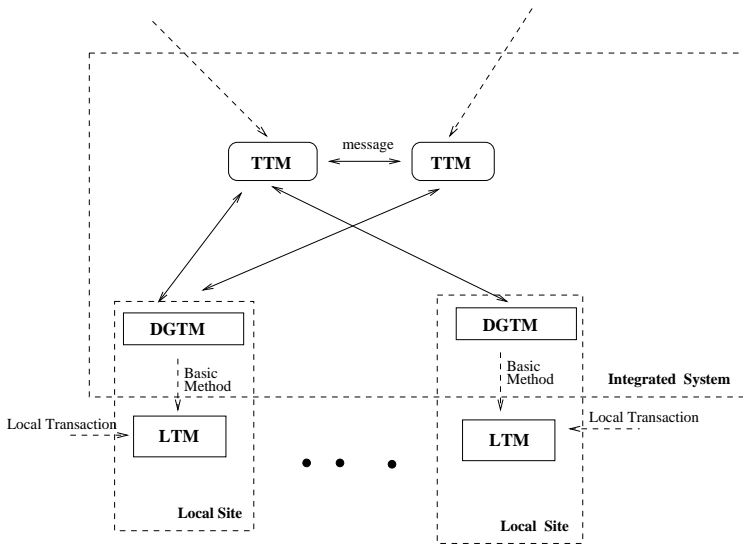 message
TTM
TTM
DGTM
DGTM
Basic
Method
Basic
Method
Integrated System
Local Transaction
LTM
Local Transaction
LTM
Local Site
Local Site